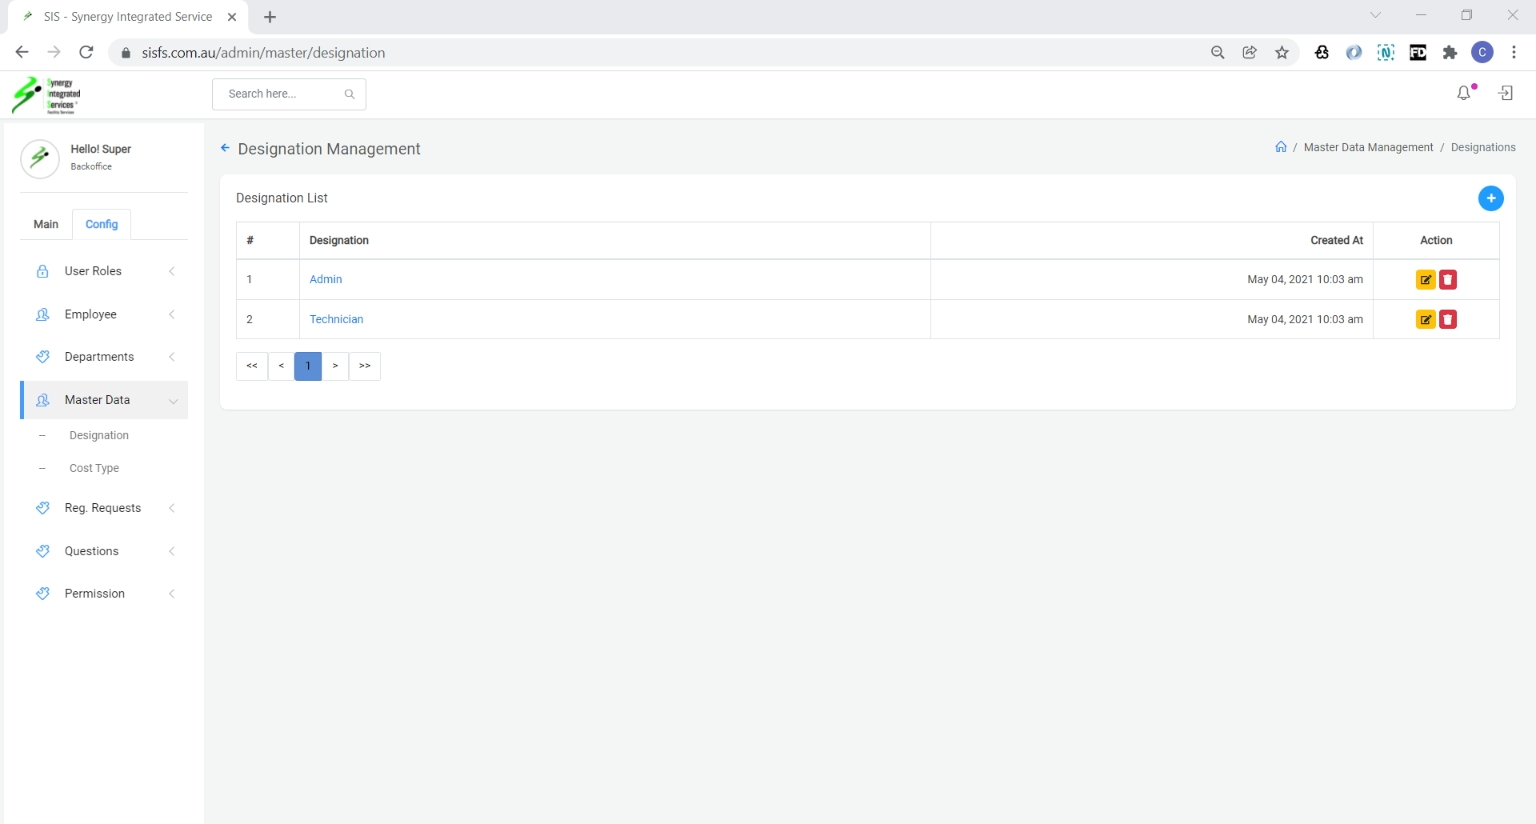 SIS - Synergy Integrated Service
sisfs.com.au/admin/master/designation
FD
C
Synergy
Integrated
Services
Search here...
Hello! Super
Backoffice
Main
Config
User Roles
Employee
Departments
Master Data
– Designation
– Cost Type
Reg. Requests
Questions
Permission
Designation Management
/ Master Data Management / Designations
Designation List
# Designation Created At Action
1 Admin May 04, 2021 10:03 am
2 Technician May 04, 2021 10:03 am
<< < 1 > >>